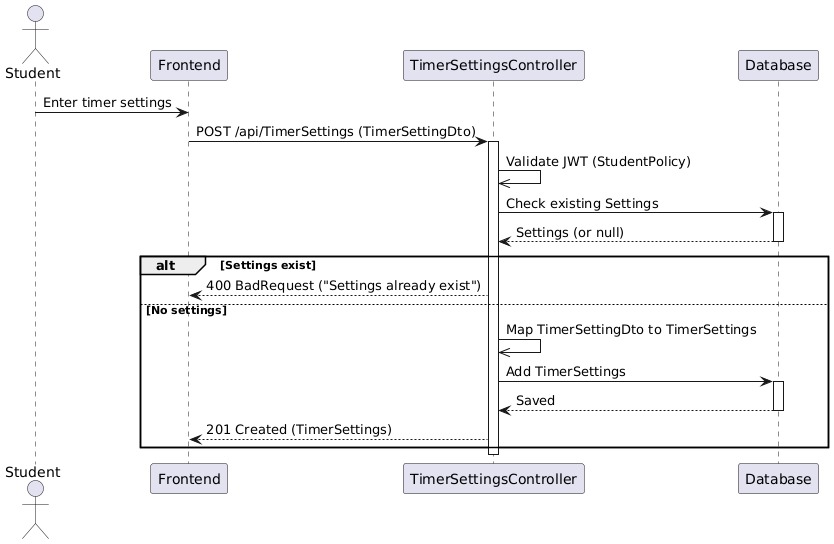 Student
Frontend
TimerSettingsController
Database
Enter timer settings
POST /api/TimerSettings (TimerSettingDto)
Validate JWT (StudentPolicy)
Check existing Settings
Settings (or null)
alt
[Settings exist]
400 BadRequest ("Settings already exist")
[No settings]
Map TimerSettingDto to TimerSettings
Add TimerSettings
Saved
201 Created (TimerSettings)
Student
Frontend
TimerSettingsController
Database